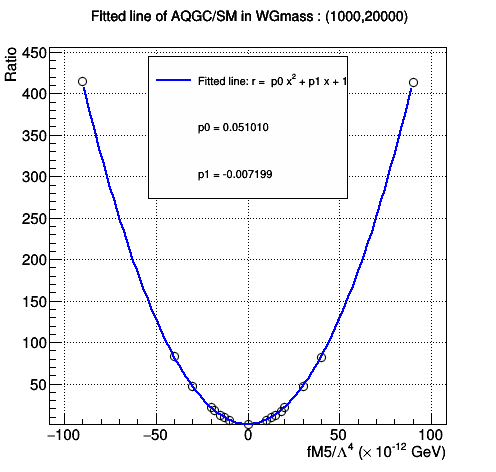 FItted line of AQGC/SM in WGmass : (1000,20000)
Ratio
450
400
350
300
250
200
150
100
50
Fitted line: r = p0 x² + p1 x + 1
p0 = 0.051010
p1 = -0.007199
−100 −50 0 50 100
fM5/Λ⁴ (× 10⁻¹² GeV)